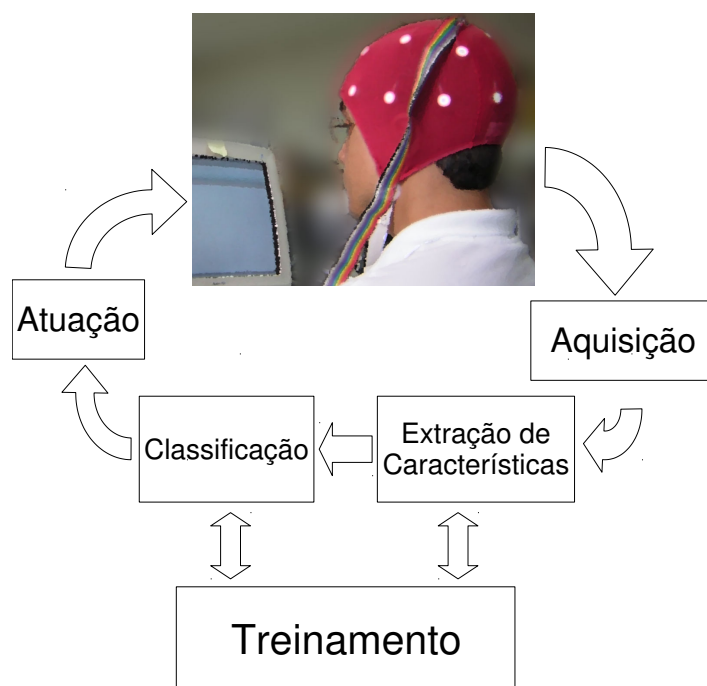 Atuação
Aquisição
Classificação
Extração de
Características
Treinamento